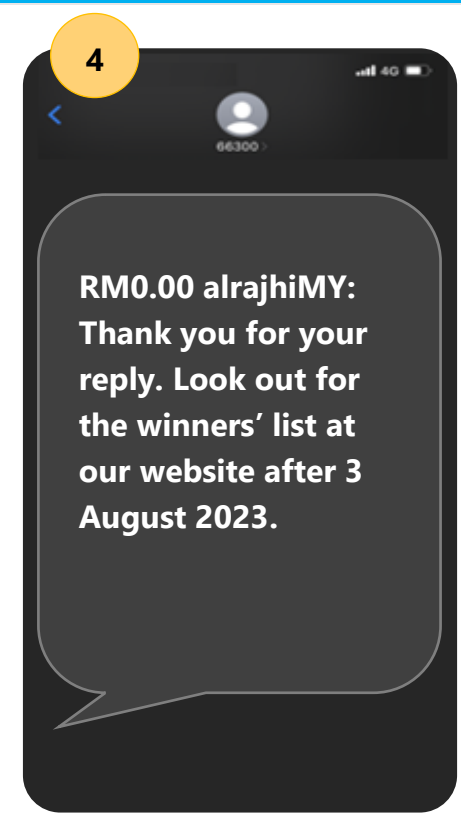 4
4G
66300
RM0.00 alrajhiMY:
Thank you for your
reply. Look out for
the winners’ list at
our website after 3
August 2023.